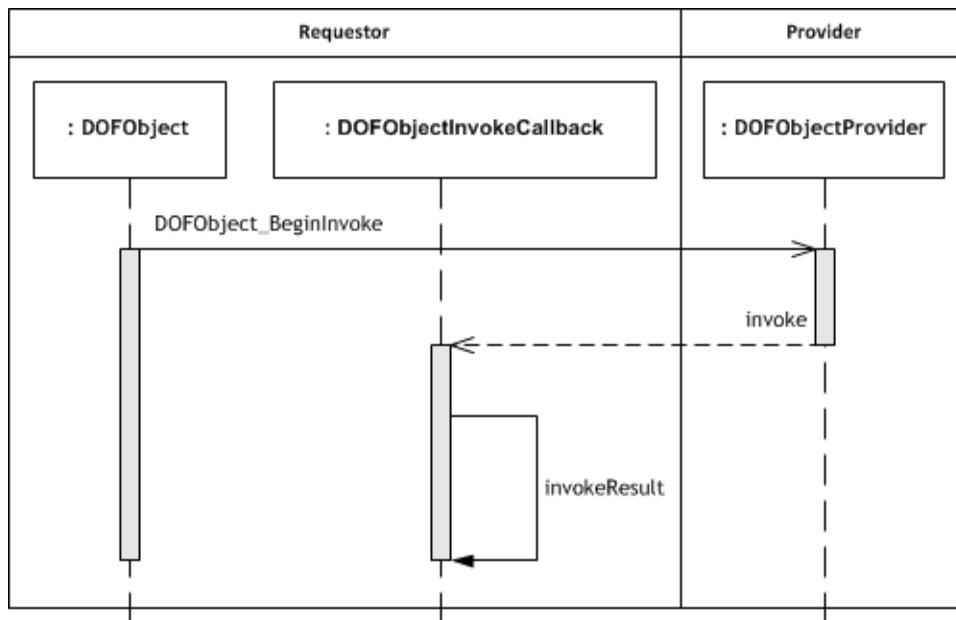 Requestor
Provider
: DOFObject
: DOFObjectInvokeCallback
: DOFObjectProvider
DOFObject_BeginInvoke
invoke
invokeResult